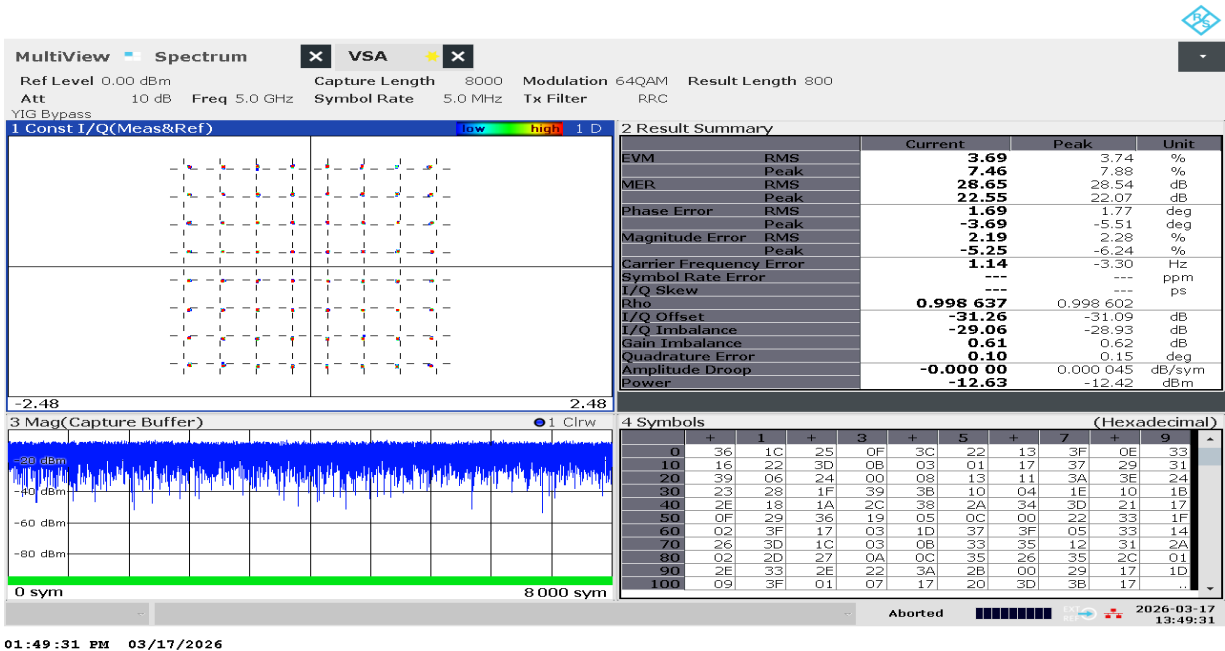 R&S
MultiView Spectrum X VSA X
Ref Level 0.00 dBm Capture Length 8000 Modulation 64QAM Result Length 800
Att 10 dB Freq 5.0 GHz Symbol Rate 5.0 MHz Tx Filter RRC
YIG Bypass
1 Const I/Q(Meas&Ref) low high 1 D
-2.48 2.48
2 Result Summary
Current Peak Unit
EVM RMS 3.69 3.74 %
Peak 7.46 7.88 %
MER RMS 28.65 28.54 dB
Peak 22.55 22.07 dB
Phase Error RMS 1.69 1.77 deg
Peak -3.69 -5.51 deg
Magnitude Error RMS 2.19 2.28 %
Peak -5.25 -6.24 %
Carrier Frequency Error 1.14 -3.30 Hz
Symbol Rate Error --- --- ppm
I/Q Skew --- --- ps
Rho 0.998 637 0.998 602
I/Q Offset -31.26 -31.09 dB
I/Q Imbalance -29.06 -28.93 dB
Gain Imbalance 0.61 0.62 dB
Quadrature Error 0.10 0.15 deg
Amplitude Droop -0.000 00 0.000 045 dB/sym
Power -12.63 -12.42 dBm
3 Mag(Capture Buffer) 1 Clrw
-20 dBm
-40 dBm
-60 dBm
-80 dBm
0 sym 8000 sym
4 Symbols (Hexadecimal)
+ 1 + 3 + 5 + 7 + 9
0 36 1C 25 0F 3C 22 13 3F 0E 33
10 16 22 3D 0B 03 01 17 37 29 31
20 39 06 24 00 08 13 11 3A 3E 24
30 23 28 1F 39 3B 10 04 1E 10 1B
40 2E 18 1A 2C 38 2A 34 3D 21 17
50 0F 29 36 19 05 0C 00 22 33 1F
60 02 3F 17 03 1D 37 3F 05 33 14
70 26 3D 1C 03 0B 33 35 12 31 2A
80 02 2D 27 0A 0C 35 26 35 2C 01
90 2E 33 2E 22 3A 2B 00 29 17 1D
100 09 3F 01 07 17 20 3D 3B 17 ..
Aborted EXT REF 2026-03-17
13:49:31
01:49:31 PM 03/17/2026